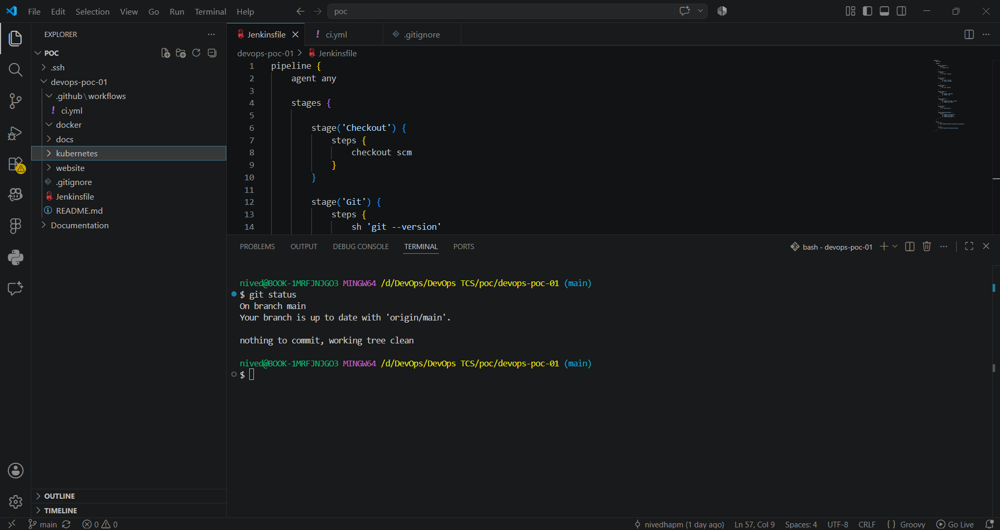 File Edit Selection View Go Run Terminal Help
poc
EXPLORER
POC
.ssh
devops-poc-01
.github\workflows
! ci.yml
docker
docs
kubernetes
website
.gitignore
Jenkinsfile
README.md
Documentation
OUTLINE
TIMELINE
Jenkinsfile
! ci.yml
.gitignore
devops-poc-01 > Jenkinsfile
1 pipeline {
2 agent any
3
4 stages {
5
6 stage('Checkout') {
7 steps {
8 checkout scm
9 }
10 }
11
12 stage('Git') {
13 steps {
14 sh 'git --version'
PROBLEMS OUTPUT DEBUG CONSOLE TERMINAL PORTS
bash - devops-poc-01
nived@BOOK-1MRFJNJGO3 MINGW64 /d/DevOps/DevOps TCS/poc/devops-poc-01 (main)
$ git status
On branch main
Your branch is up to date with 'origin/main'.
nothing to commit, working tree clean
nived@BOOK-1MRFJNJGO3 MINGW64 /d/DevOps/DevOps TCS/poc/devops-poc-01 (main)
$
main 0 0
nivedhapm (1 day ago) Ln 57, Col 9 Spaces: 4 UTF-8 CRLF { } Groovy Go Live